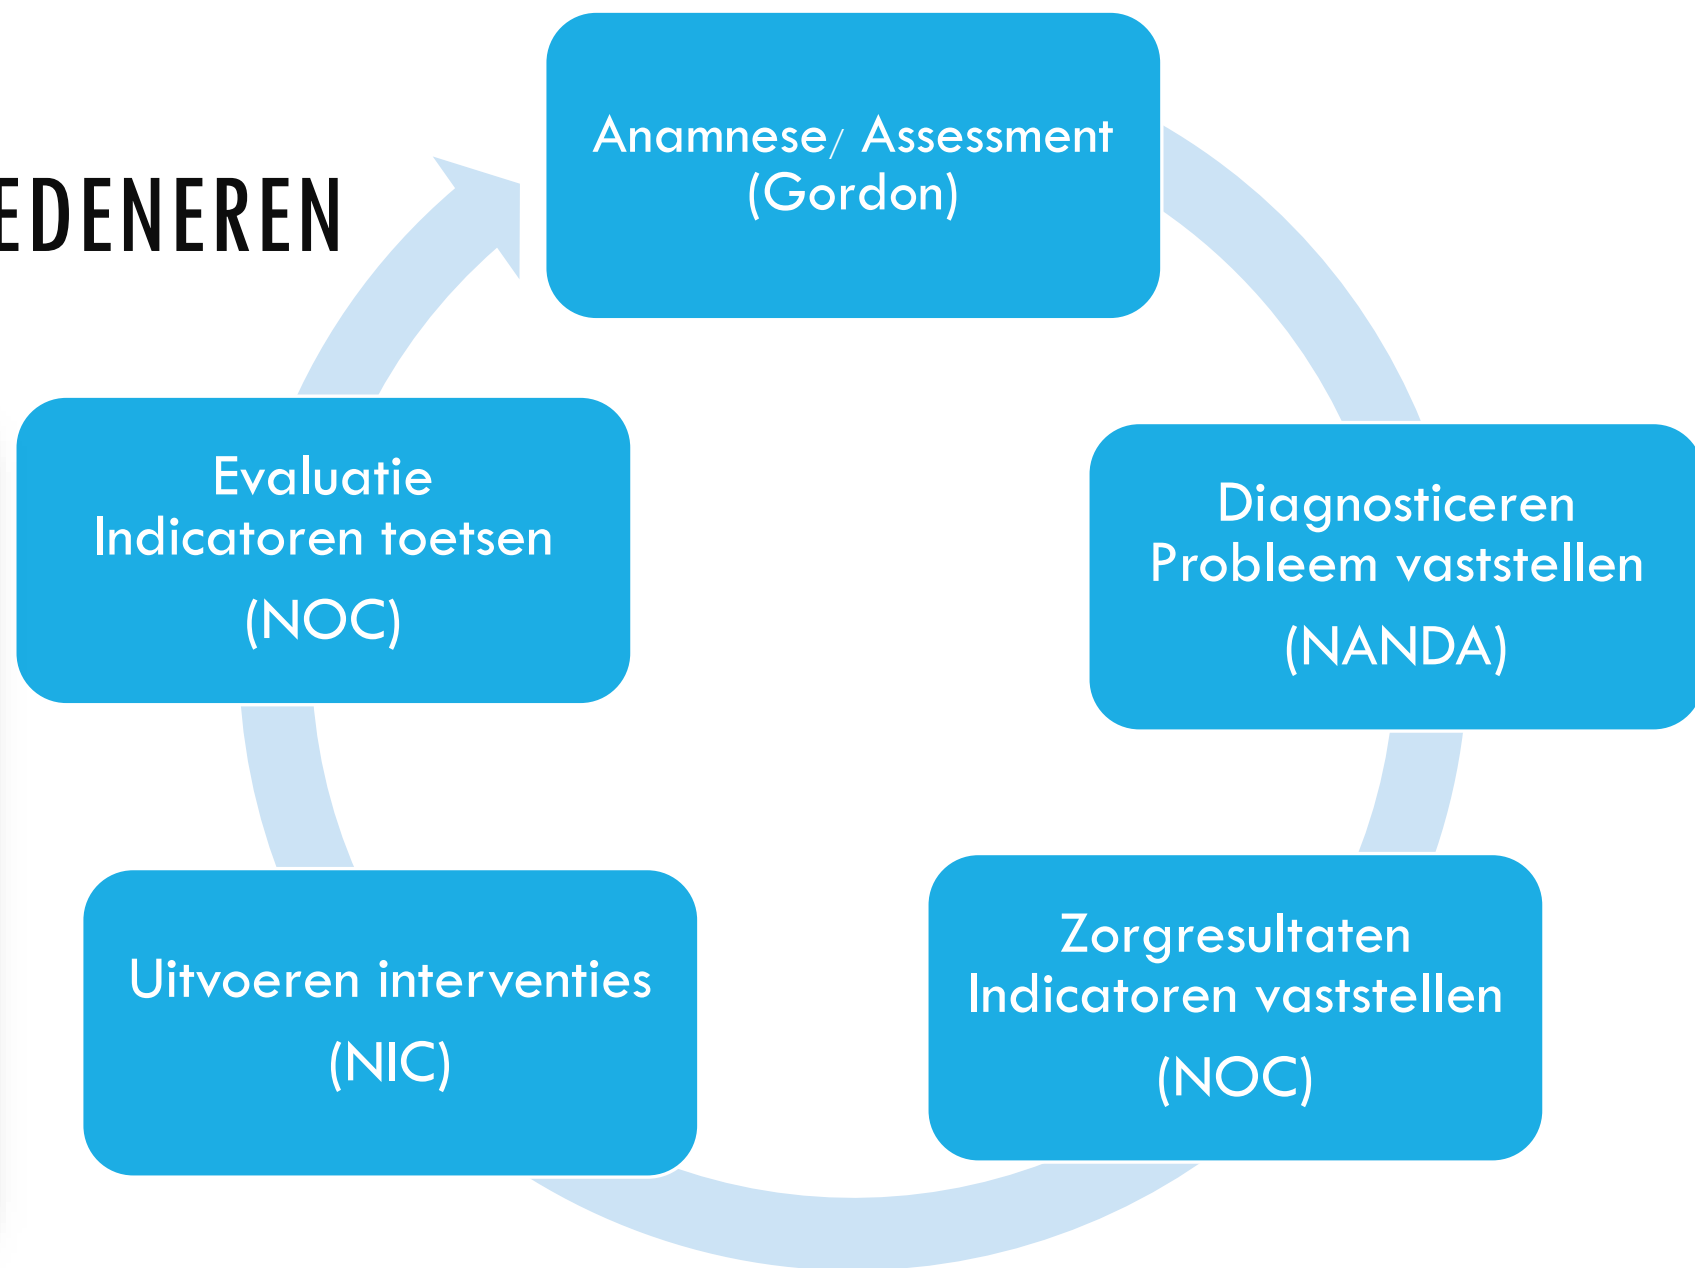 EDENEREN
Anamnese/ Assessment
(Gordon)
Diagnosticeren
Probleem vaststellen
(NANDA)
Zorgresultaten
Indicatoren vaststellen
(NOC)
Uitvoeren interventies
(NIC)
Evaluatie
Indicatoren toetsen
(NOC)